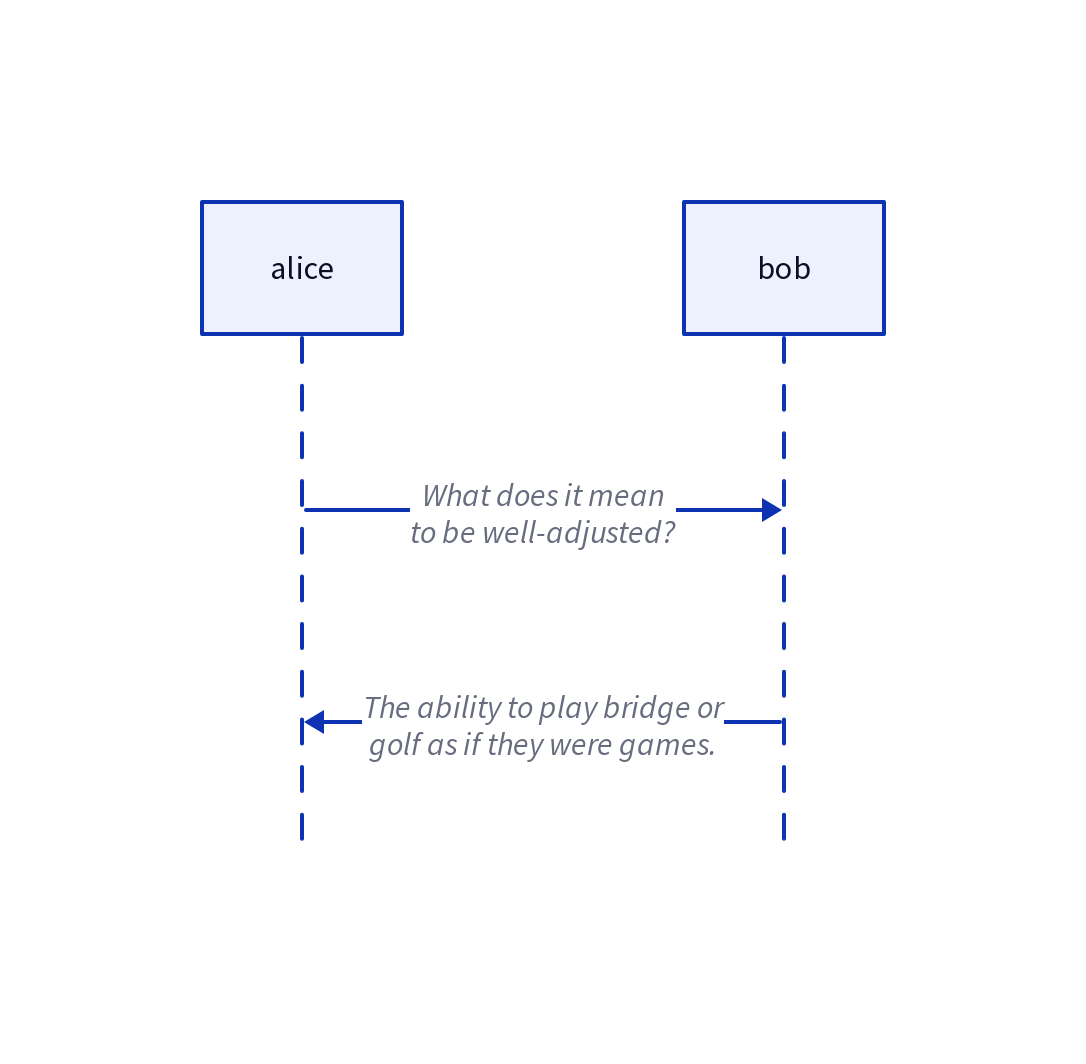 alice
bob
What does it mean
to be well-adjusted?
The ability to play bridge or
golf as if they were games.